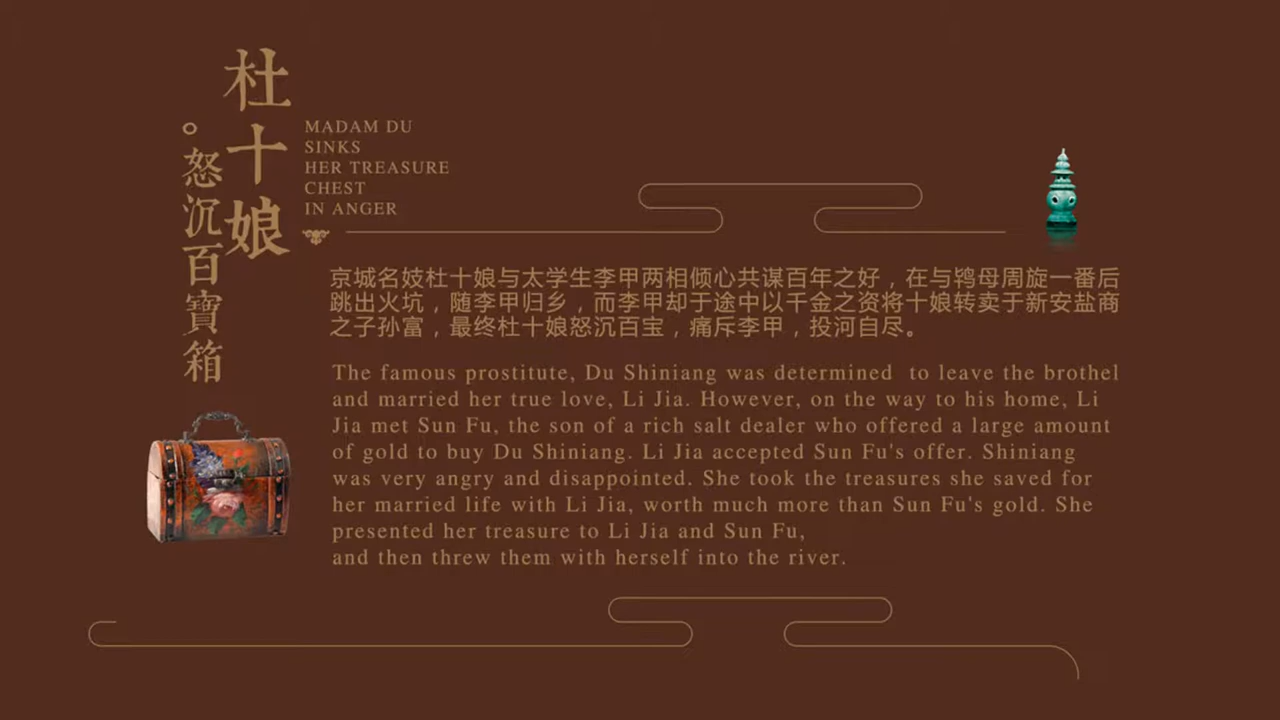 杜十娘
怒沉百寶箱
MADAM DU
SINKS
HER TREASURE
CHEST
IN ANGER
京城名妓杜十娘与太学生李甲两相倾心共谋百年之好，在与鸨母周旋一番后
跳出火坑，随李甲归乡，而李甲却于途中以千金之资将十娘转卖于新安盐商
之子孙富，最终杜十娘怒沉百宝，痛斥李甲，投河自尽。
The famous prostitute, Du Shiniang was determined  to leave the brothel
and married her true love, Li Jia. However, on the way to his home, Li
Jia met Sun Fu, the son of a rich salt dealer who offered a large amount
of gold to buy Du Shiniang. Li Jia accepted Sun Fu's offer. Shiniang
was very angry and disappointed. She took the treasures she saved for
her married life with Li Jia, worth much more than Sun Fu's gold. She
presented her treasure to Li Jia and Sun Fu,
and then threw them with herself into the river.